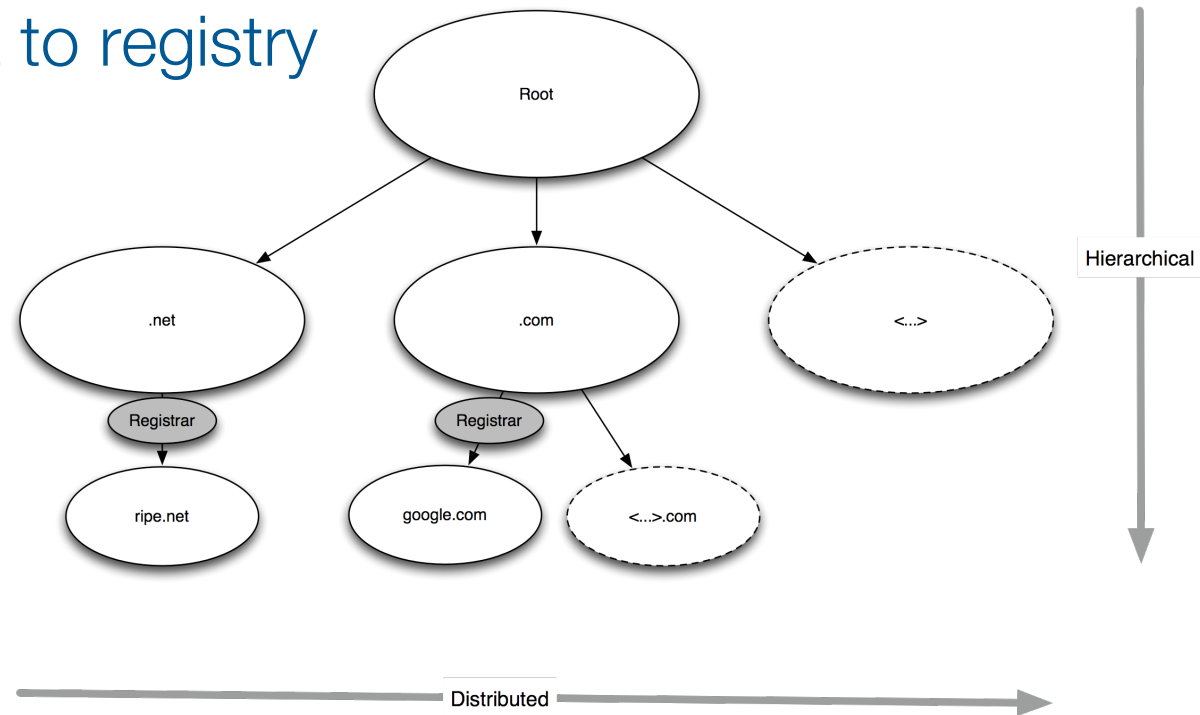 to registry
Root
Hierarchical
.net
.com
<...>
Registrar
Registrar
ripe.net
google.com
<...>.com
Distributed